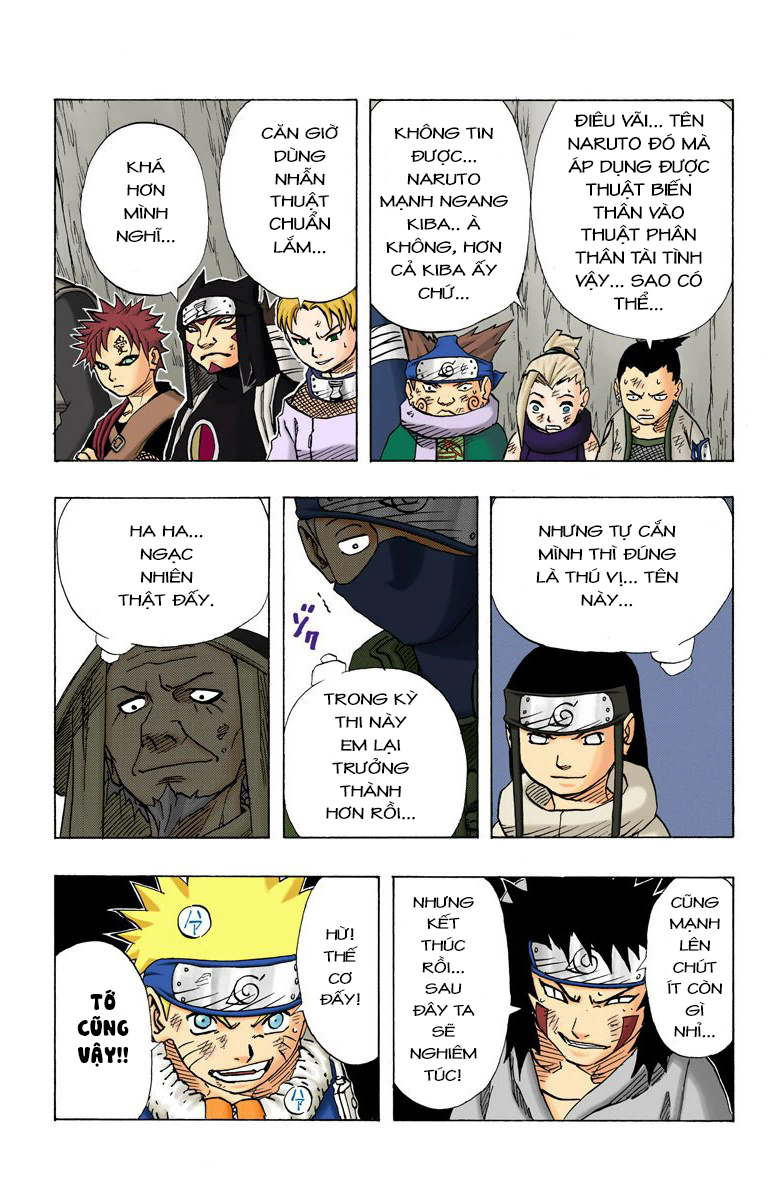 ĐIÊU VÃI... TÊN
NARUTO ĐÓ MÀ
ÁP DỤNG ĐƯỢC
THUẬT BIẾN
THÂN VÀO
THUẬT PHÂN
THÂN TÀI TÌNH
VẬY... SAO CÓ
THỂ...
KHÔNG TIN
ĐƯỢC...
NARUTO
MẠNH NGANG
KIBA.. À
KHÔNG, HƠN
CẢ KIBA ẤY
CHỨ...
CĂN GIỜ
DÙNG
NHẪN
THUẬT
CHUẨN
LẮM...
KHÁ
HƠN
MÌNH
NGHĨ...
NHƯNG TỰ CẮN
MÌNH THÌ ĐÚNG
LÀ THÚ VỊ... TÊN
NÀY...
ゾク
TRONG KỲ
THI NÀY
EM LẠI
TRƯỞNG
THÀNH
HƠN RỒI...
HA HA...
NGẠC
NHIÊN
THẬT ĐẤY.
CŨNG
MẠNH LÊN
CHÚT
ÍT CÒN
GÌ
NHỈ...
NHƯNG
KẾT
THÚC
RỒI...
SAU
ĐÂY TA
SẼ
NGHIÊM
TÚC!
HỪ!
THẾ
CƠ
ĐẤY!
TỚ
CŨNG
VẬY!!